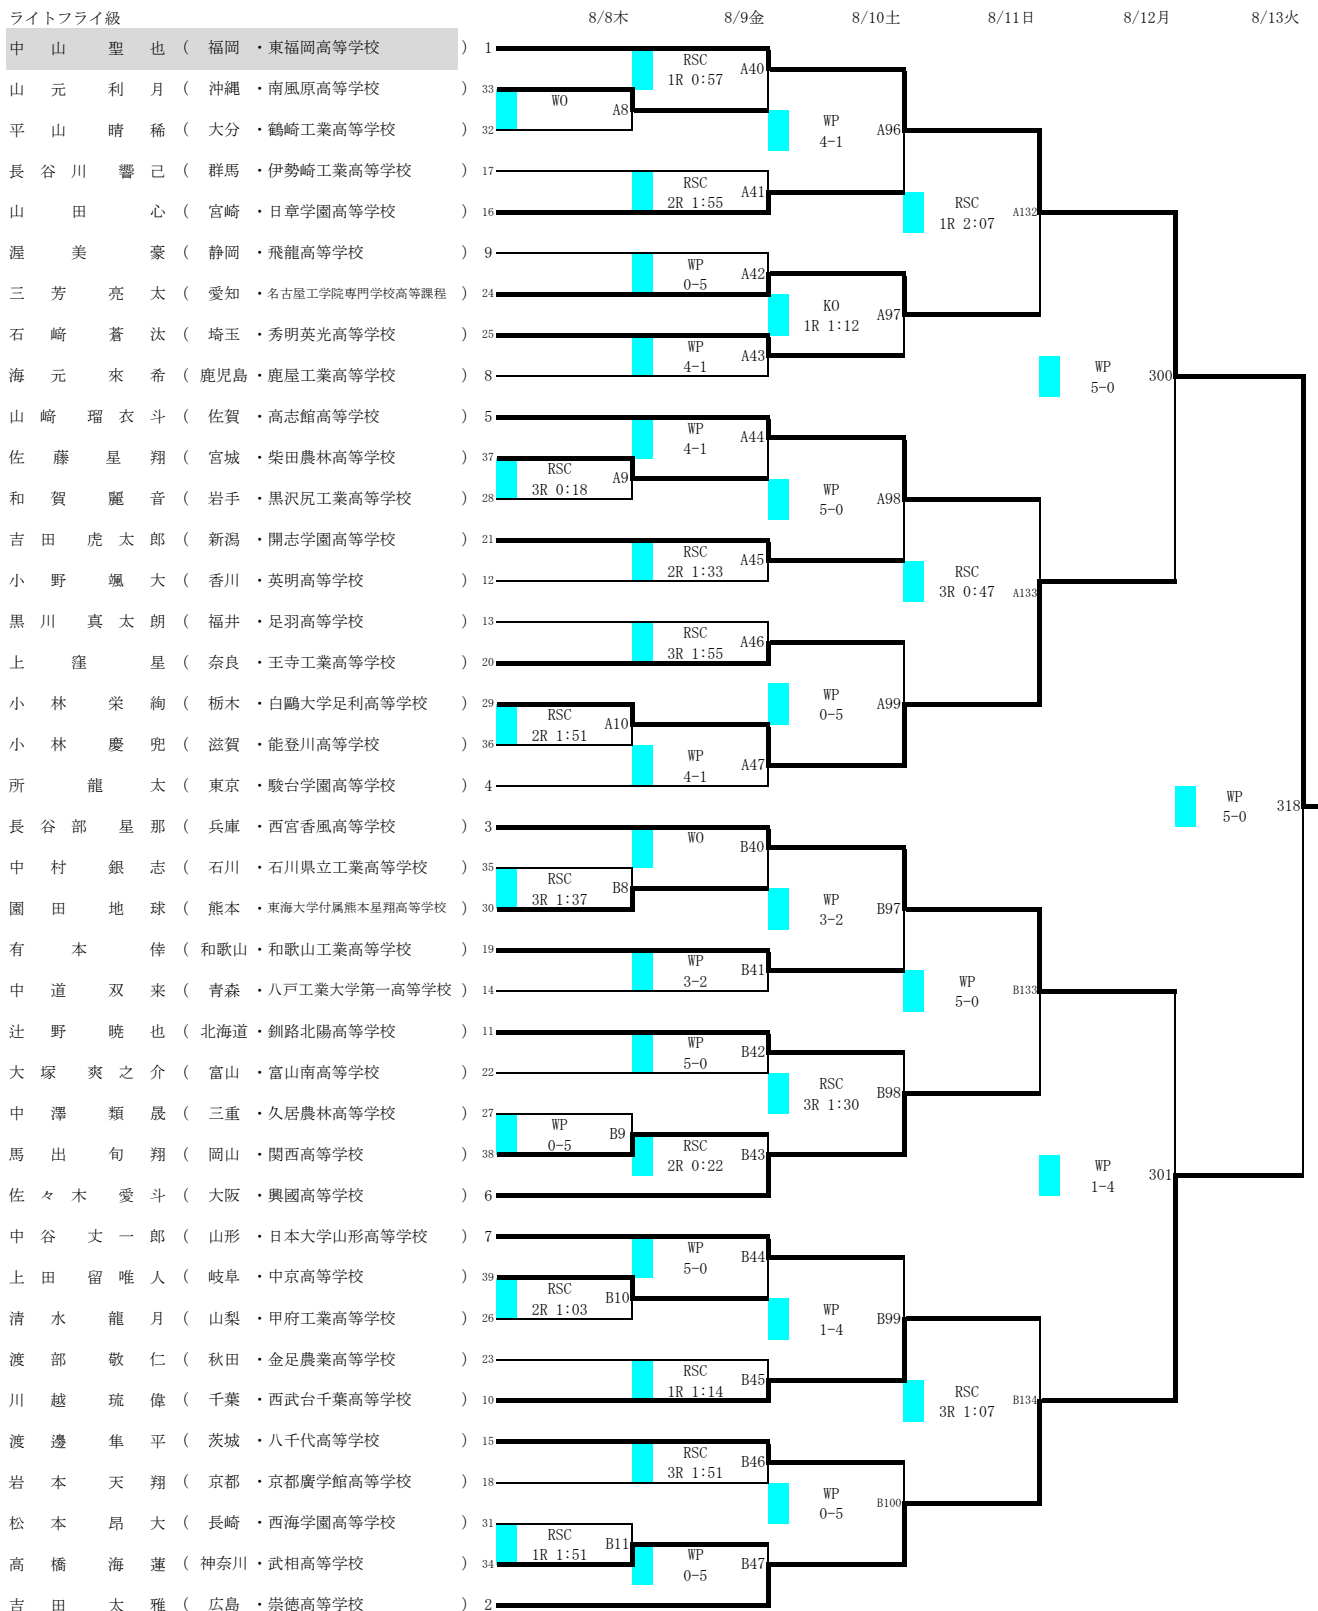 ライトフライ級 8/8木 8/9金 8/10土 8/11日 8/12月 8/13火
中山 聖也 ( 福岡 ・東福岡高等学校 ) 1
RSC
1R 0:57 A40
山元 利月 ( 沖縄 ・南風原高等学校 ) 33
WO A8
平山 晴稀 ( 大分 ・鶴崎工業高等学校 ) 32
WP
4-1 A96
長谷川 響己 ( 群馬 ・伊勢崎工業高等学校 ) 17
RSC
2R 1:55 A41
山田 心 ( 宮崎 ・日章学園高等学校 ) 16
RSC
1R 2:07 A132
渥美 豪 ( 静岡 ・飛龍高等学校 ) 9
WP
0-5 A42
三芳 亮太 ( 愛知 ・名古屋工学院専門学校高等課程 ) 24
KO
1R 1:12 A97
石﨑 蒼汰 ( 埼玉 ・秀明英光高等学校 ) 25
WP
4-1 A43
海元 來希 ( 鹿児島 ・鹿屋工業高等学校 ) 8
WP
5-0 300
山﨑 瑠衣斗 ( 佐賀 ・高志館高等学校 ) 5
WP
4-1 A44
佐藤 星翔 ( 宮城 ・柴田農林高等学校 ) 37
RSC
3R 0:18 A9
和賀 麗音 ( 岩手 ・黒沢尻工業高等学校 ) 28
WP
5-0 A98
吉田 虎太郎 ( 新潟 ・開志学園高等学校 ) 21
RSC
2R 1:33 A45
小野 颯大 ( 香川 ・英明高等学校 ) 12
RSC
3R 0:47 A133
黒川 真太朗 ( 福井 ・足羽高等学校 ) 13
RSC
3R 1:55 A46
上窪 星 ( 奈良 ・王寺工業高等学校 ) 20
WP
0-5 A99
小林 栄絢 ( 栃木 ・白鷗大学足利高等学校 ) 29
RSC
2R 1:51 A10
小林 慶兜 ( 滋賀 ・能登川高等学校 ) 36
WP
4-1 A47
所 龍太 ( 東京 ・駿台学園高等学校 ) 4
WP
5-0 318
長谷部 星那 ( 兵庫 ・西宮香風高等学校 ) 3
WO B40
中村 銀志 ( 石川 ・石川県立工業高等学校 ) 35
RSC
3R 1:37 B8
園田 地球 ( 熊本 ・東海大学付属熊本星翔高等学校 ) 30
WP
3-2 B97
有本 倖 ( 和歌山 ・和歌山工業高等学校 ) 19
WP
3-2 B41
中道 双来 ( 青森 ・八戸工業大学第一高等学校 ) 14
WP
5-0 B133
辻野 暁也 ( 北海道 ・釧路北陽高等学校 ) 11
WP
5-0 B42
大塚 爽之介 ( 富山 ・富山南高等学校 ) 22
RSC
3R 1:30 B98
中澤 類晟 ( 三重 ・久居農林高等学校 ) 27
WP
0-5 B9
馬出 旬翔 ( 岡山 ・関西高等学校 ) 38
RSC
2R 0:22 B43
佐々木 愛斗 ( 大阪 ・興國高等学校 ) 6
WP
1-4 301
中谷 丈一郎 ( 山形 ・日本大学山形高等学校 ) 7
WP
5-0 B44
上田 留唯人 ( 岐阜 ・中京高等学校 ) 39
RSC
2R 1:03 B10
清水 龍月 ( 山梨 ・甲府工業高等学校 ) 26
WP
1-4 B99
渡部 敬仁 ( 秋田 ・金足農業高等学校 ) 23
RSC
1R 1:14 B45
川越 琉偉 ( 千葉 ・西武台千葉高等学校 ) 10
RSC
3R 1:07 B134
渡邊 隼平 ( 茨城 ・八千代高等学校 ) 15
RSC
3R 1:51 B46
岩本 天翔 ( 京都 ・京都廣学館高等学校 ) 18
WP
0-5 B100
松本 昂大 ( 長崎 ・西海学園高等学校 ) 31
RSC
1R 1:51 B11
高橋 海蓮 ( 神奈川 ・武相高等学校 ) 34
WP
0-5 B47
吉田 太雅 ( 広島 ・崇徳高等学校 ) 2